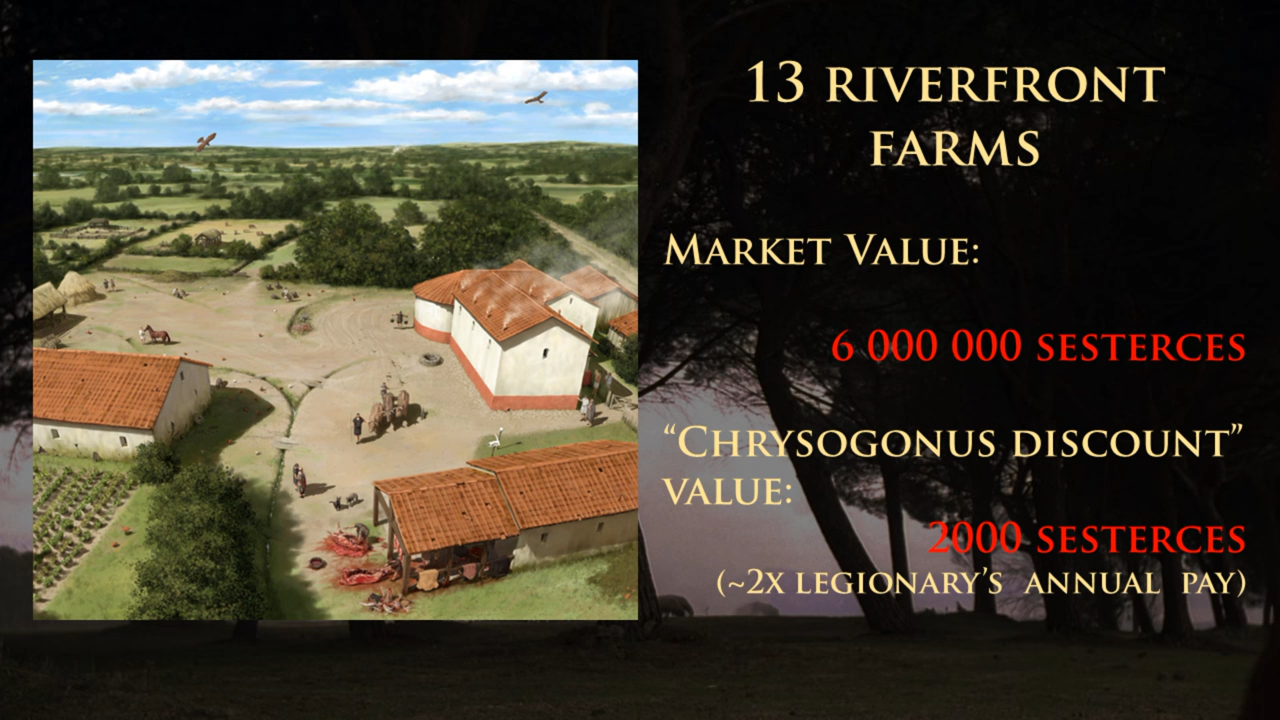 13 RIVERFRONT
FARMS
MARKET VALUE:
6 000 000 SESTERCES
“CHRYSOGONUS DISCOUNT”
VALUE:
2000 SESTERCES
(~2X LEGIONARY’S ANNUAL PAY)